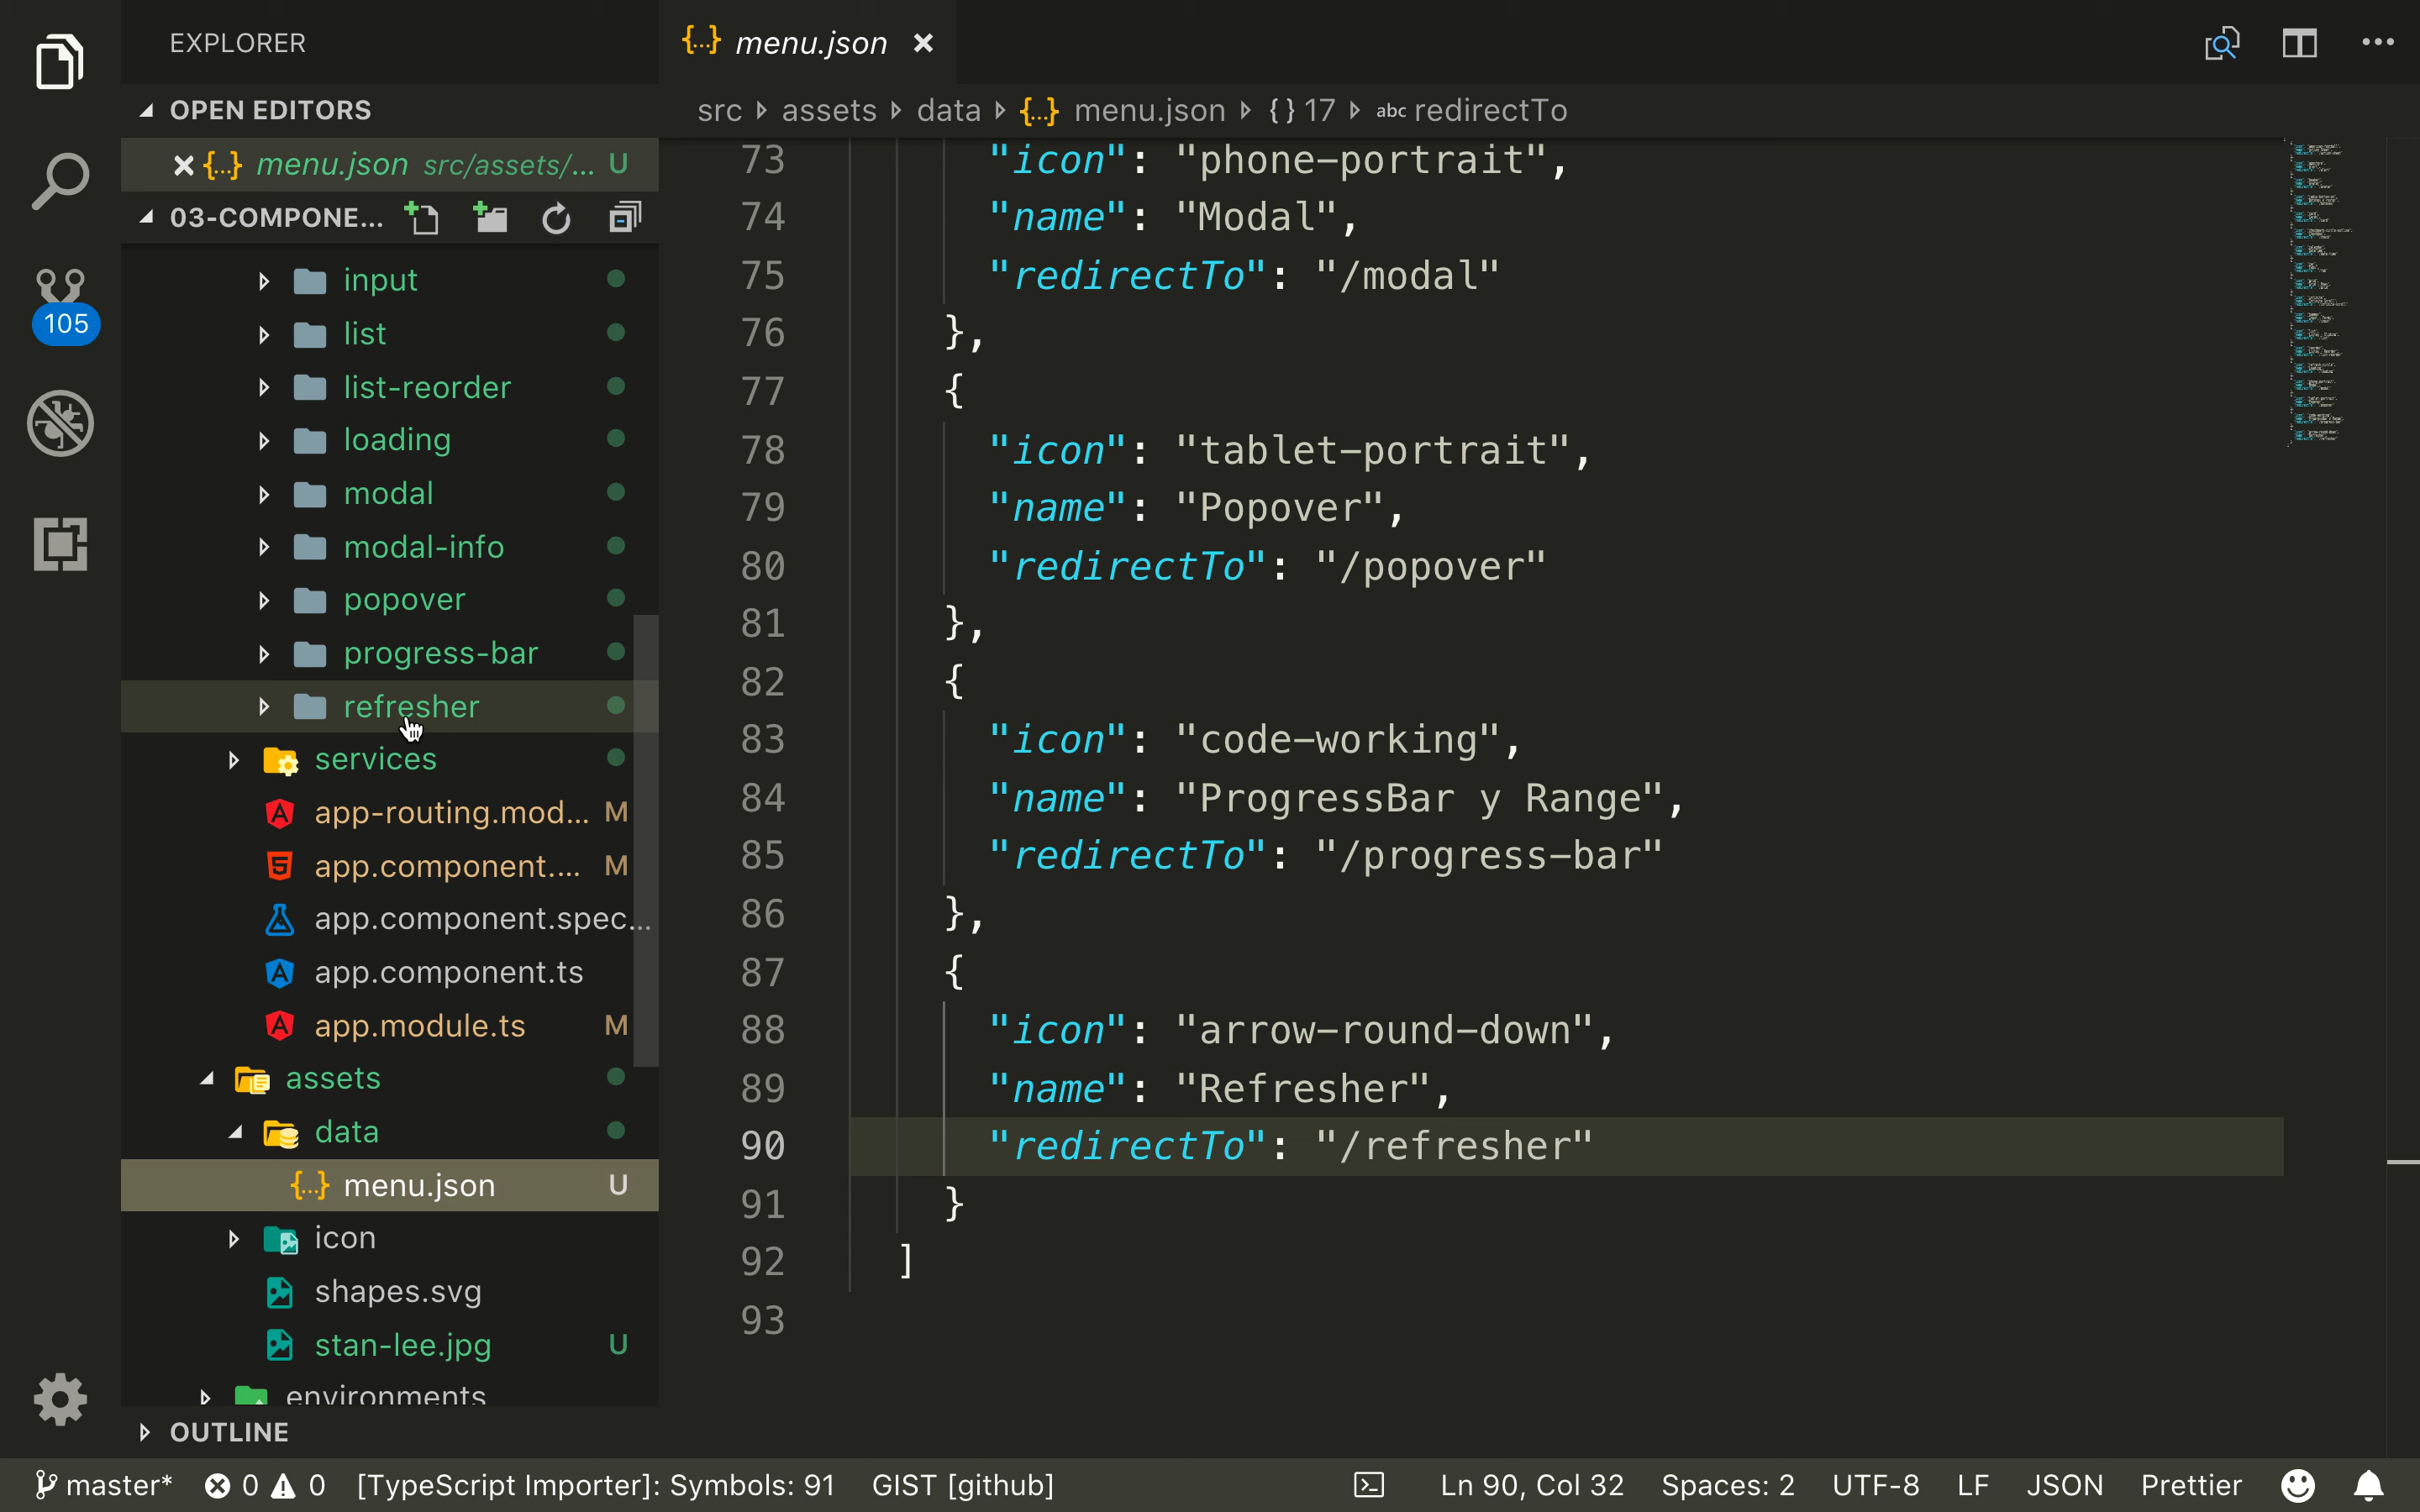 EXPLORER
OPEN EDITORS
menu.json src/assets/... U
03-COMPONE...
input
list
list-reorder
loading
modal
modal-info
popover
progress-bar
refresher
services
app-routing.mod... M
app.component.... M
app.component.spec...
app.component.ts
app.module.ts M
assets
data
{...} menu.json U
icon
shapes.svg
stan-lee.jpg U
environments
OUTLINE
105
{...} menu.json
src assets data {...} menu.json {} 17 abc redirectTo
73 "icon": "phone-portrait",
74 "name": "Modal",
75 "redirectTo": "/modal"
76 },
77 {
78 "icon": "tablet-portrait",
79 "name": "Popover",
80 "redirectTo": "/popover"
81 },
82 {
83 "icon": "code-working",
84 "name": "ProgressBar y Range",
85 "redirectTo": "/progress-bar"
86 },
87 {
88 "icon": "arrow-round-down",
89 "name": "Refresher",
90 "redirectTo": "/refresher"
91 }
92 ]
93
master* 0 0 [TypeScript Importer]: Symbols: 91 GIST [github] Ln 90, Col 32 Spaces: 2 UTF-8 LF JSON Prettier